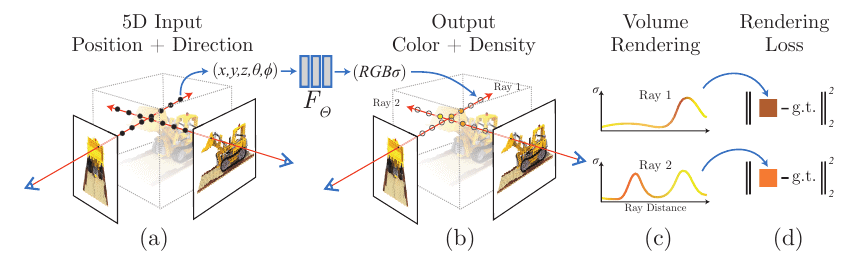 5D Input
Position + Direction
Output
Color + Density
Volume
Rendering
Rendering
Loss
(x,y,z,θ,ϕ)
F_Θ
(RGBσ)
Ray 1
Ray 2
σ
Ray 1
σ
Ray 2
Ray Distance
‖ - g.t. ‖ 2 2
‖ - g.t. ‖ 2 2
(a)
(b)
(c)
(d)